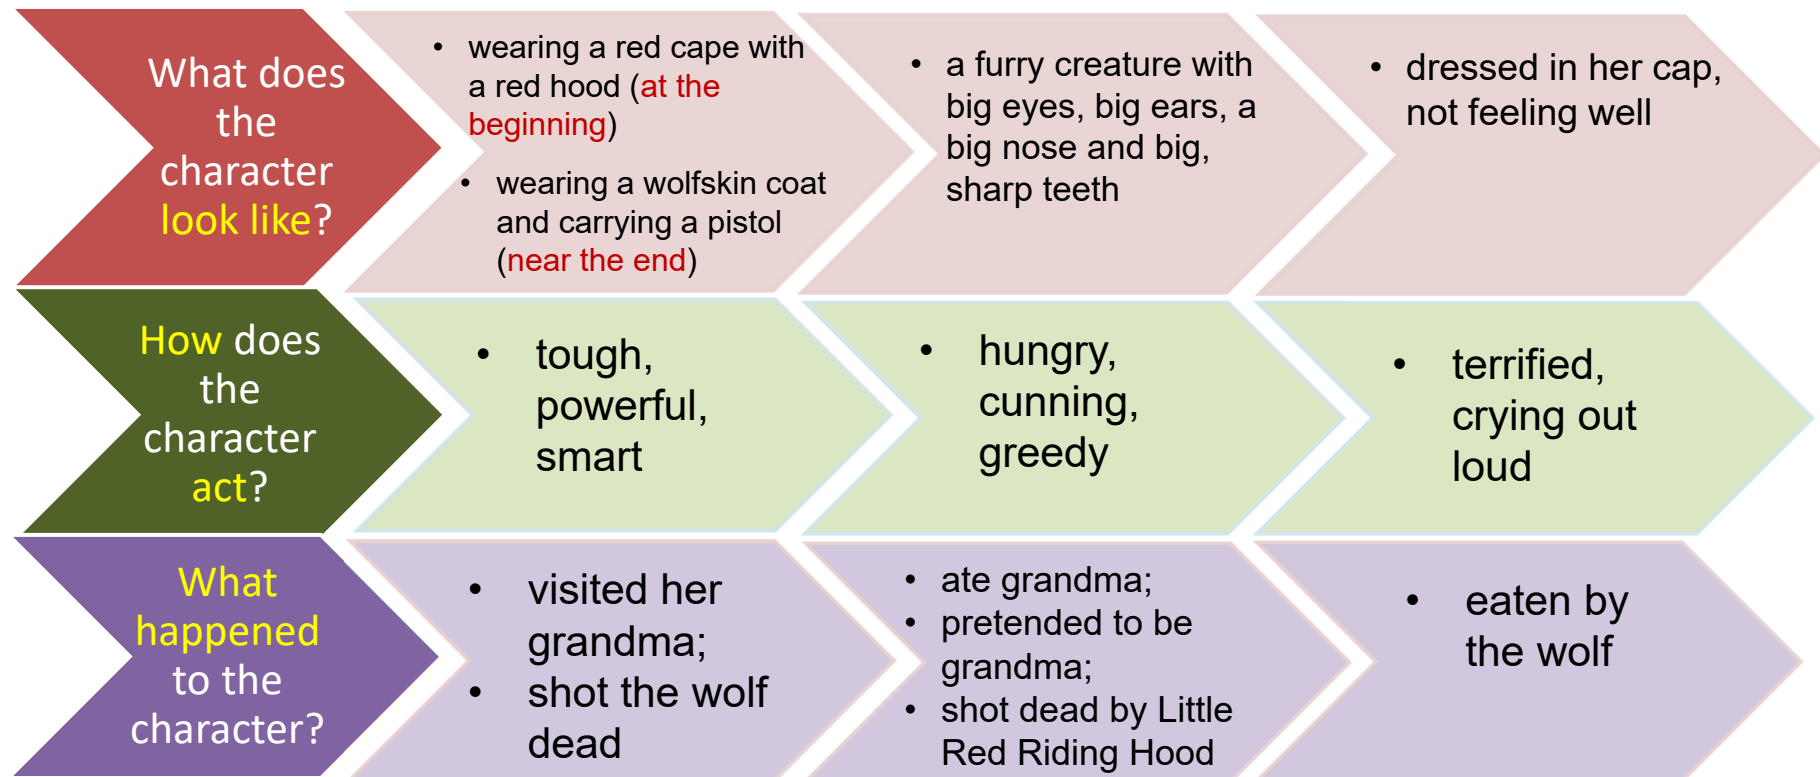 What does
the
character
look like?
• wearing a red cape with
a red hood (at the
beginning)
• wearing a wolfskin coat
and carrying a pistol
(near the end)
• a furry creature with
big eyes, big ears, a
big nose and big,
sharp teeth
• dressed in her cap,
not feeling well
How does
the
character
act?
• tough,
powerful,
smart
• hungry,
cunning,
greedy
• terrified,
crying out
loud
What
happened
to the
character?
• visited her
grandma;
• shot the wolf
dead
• ate grandma;
• pretended to be
grandma;
• shot dead by Little
Red Riding Hood
• eaten by
the wolf